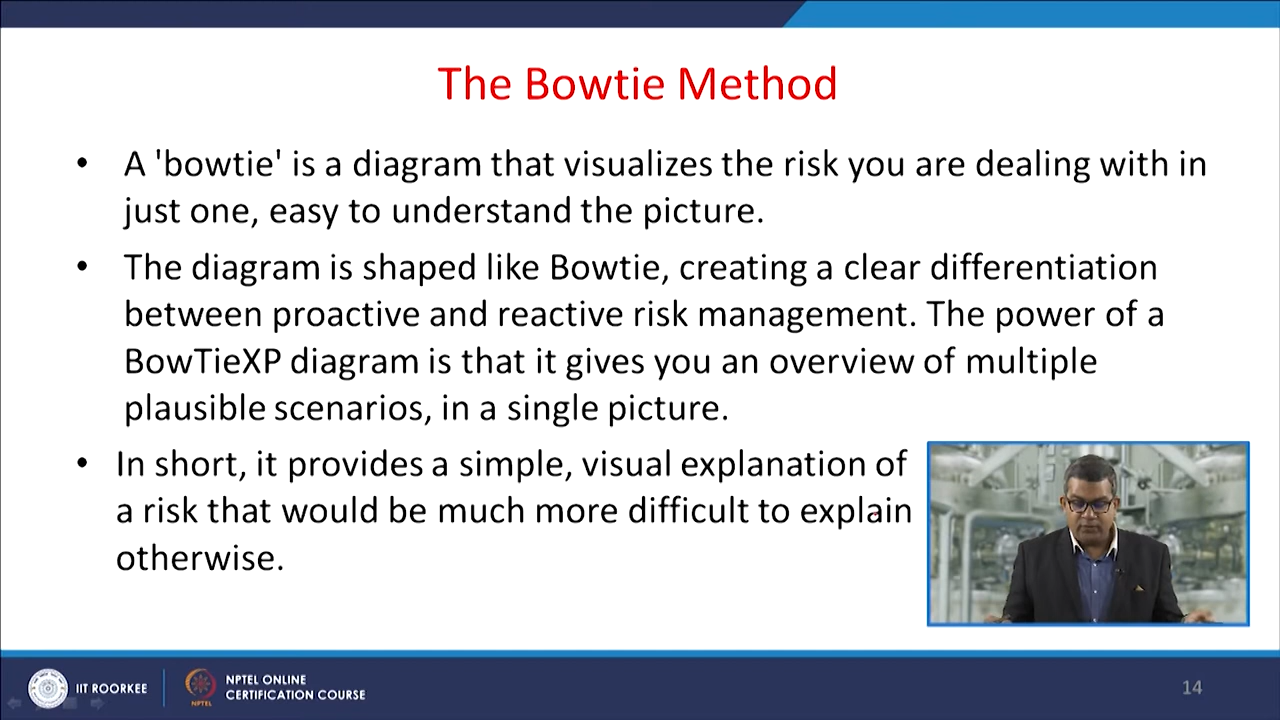 The Bowtie Method
• A 'bowtie' is a diagram that visualizes the risk you are dealing with in
just one, easy to understand the picture.
• The diagram is shaped like Bowtie, creating a clear differentiation
between proactive and reactive risk management. The power of a
BowTieXP diagram is that it gives you an overview of multiple
plausible scenarios, in a single picture.
• In short, it provides a simple, visual explanation of
a risk that would be much more difficult to explain
otherwise.
IIT ROORKEE
NPTEL
NPTEL ONLINE
CERTIFICATION COURSE
14